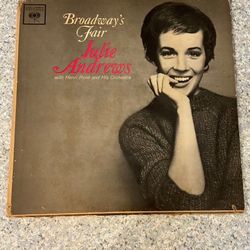 Broadway's
Fair
Julie
Andrews
with Henri René and His Orchestra